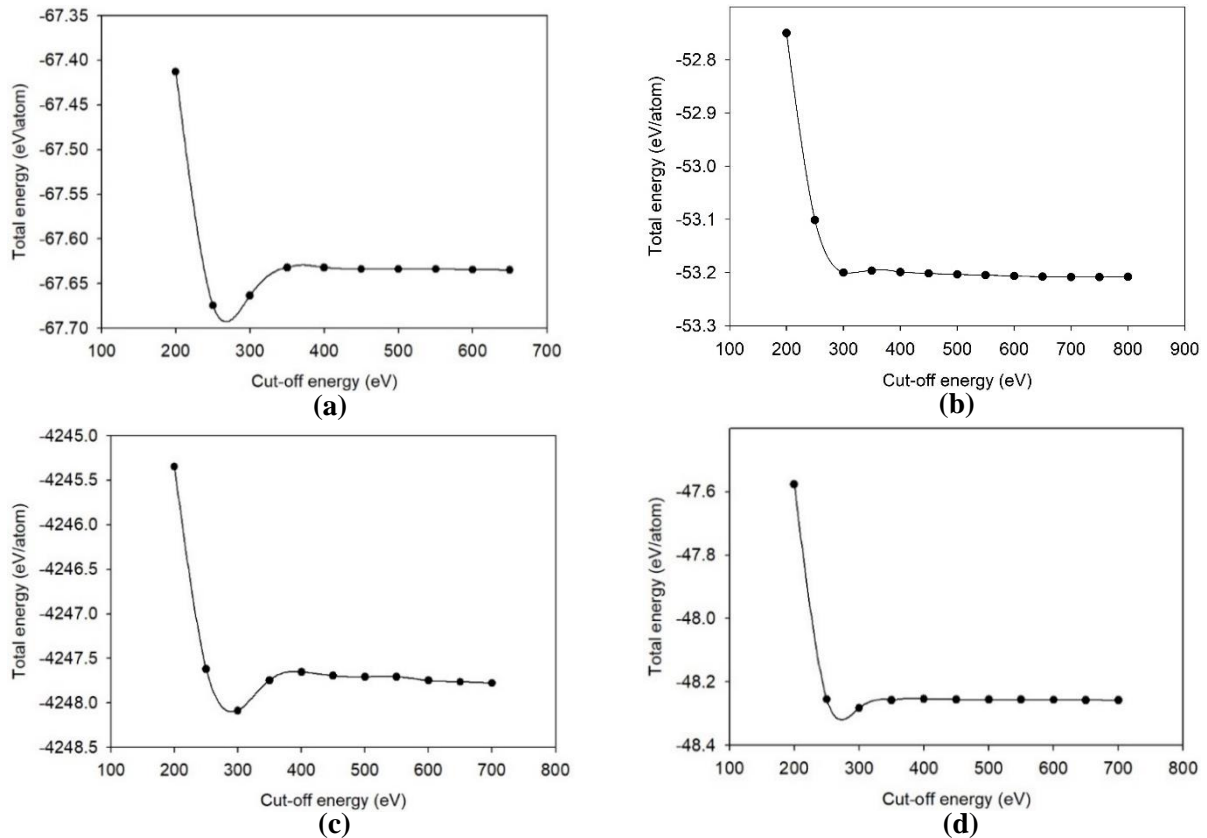 -67.35
-67.40
-67.45
-67.50
-67.55
-67.60
-67.65
-67.70
Total energy (eV\atom)
100 200 300 400 500 600 700
Cut-off energy (eV)
(a)
-52.8
-52.9
-53.0
-53.1
-53.2
-53.3
Total energy (eV/atom)
100 200 300 400 500 600 700 800 900
Cut-off energy (eV)
(b)
-4245.0
-4245.5
-4246.0
-4246.5
-4247.0
-4247.5
-4248.0
-4248.5
Total energy (eV/atom)
100 200 300 400 500 600 700 800
Cut-off energy (eV)
(c)
-47.6
-47.8
-48.0
-48.2
-48.4
Total energy (eV/atom)
100 200 300 400 500 600 700 800
Cut-off energy (eV)
(d)